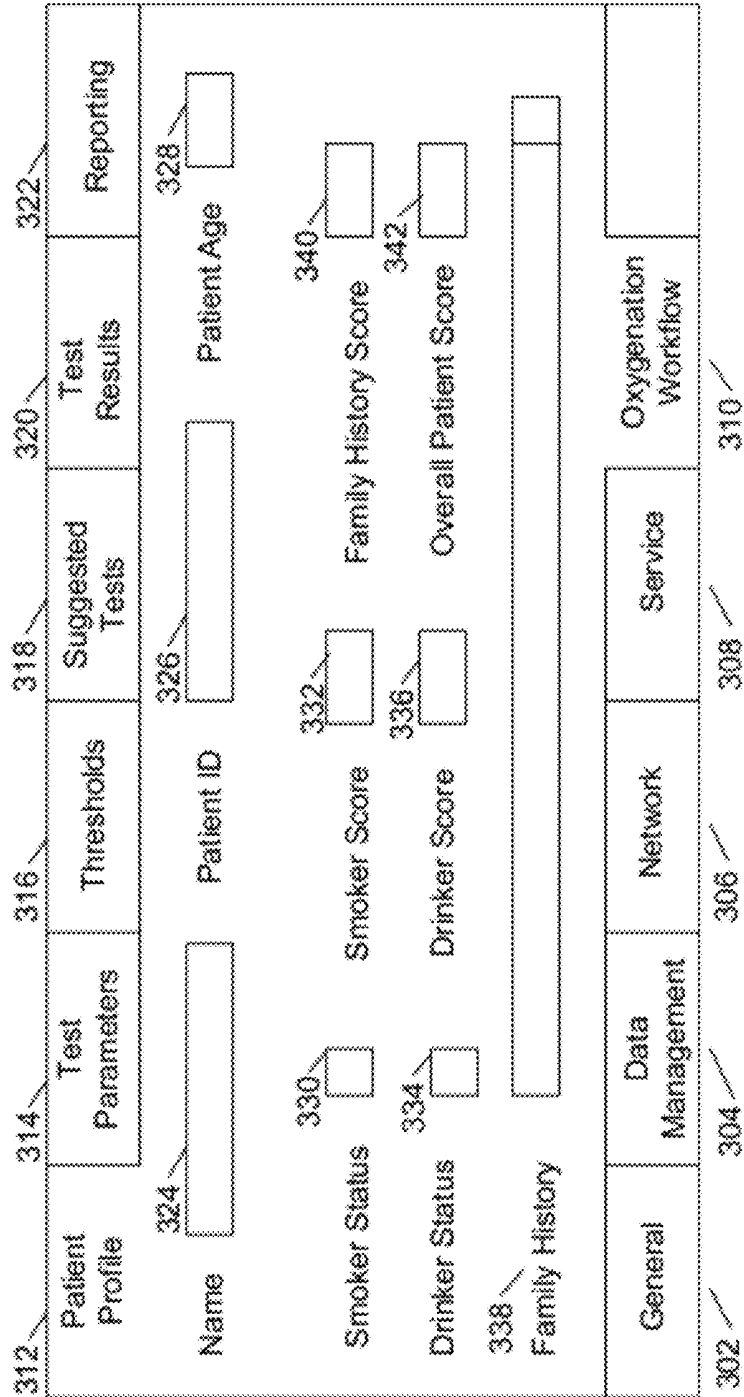 312 314 316 318 320 322
Patient Profile
Test Parameters
Thresholds
Suggested Tests
Test Results
Reporting
324 326 328
Name
Patient ID
Patient Age
330 332 340
Smoker Status
Smoker Score
Family History Score
334 336 342
Drinker Status
Drinker Score
Overall Patient Score
338
Family History
General
Data Management
Network
Service
Oxygenation Workflow
302 304 306 308 310